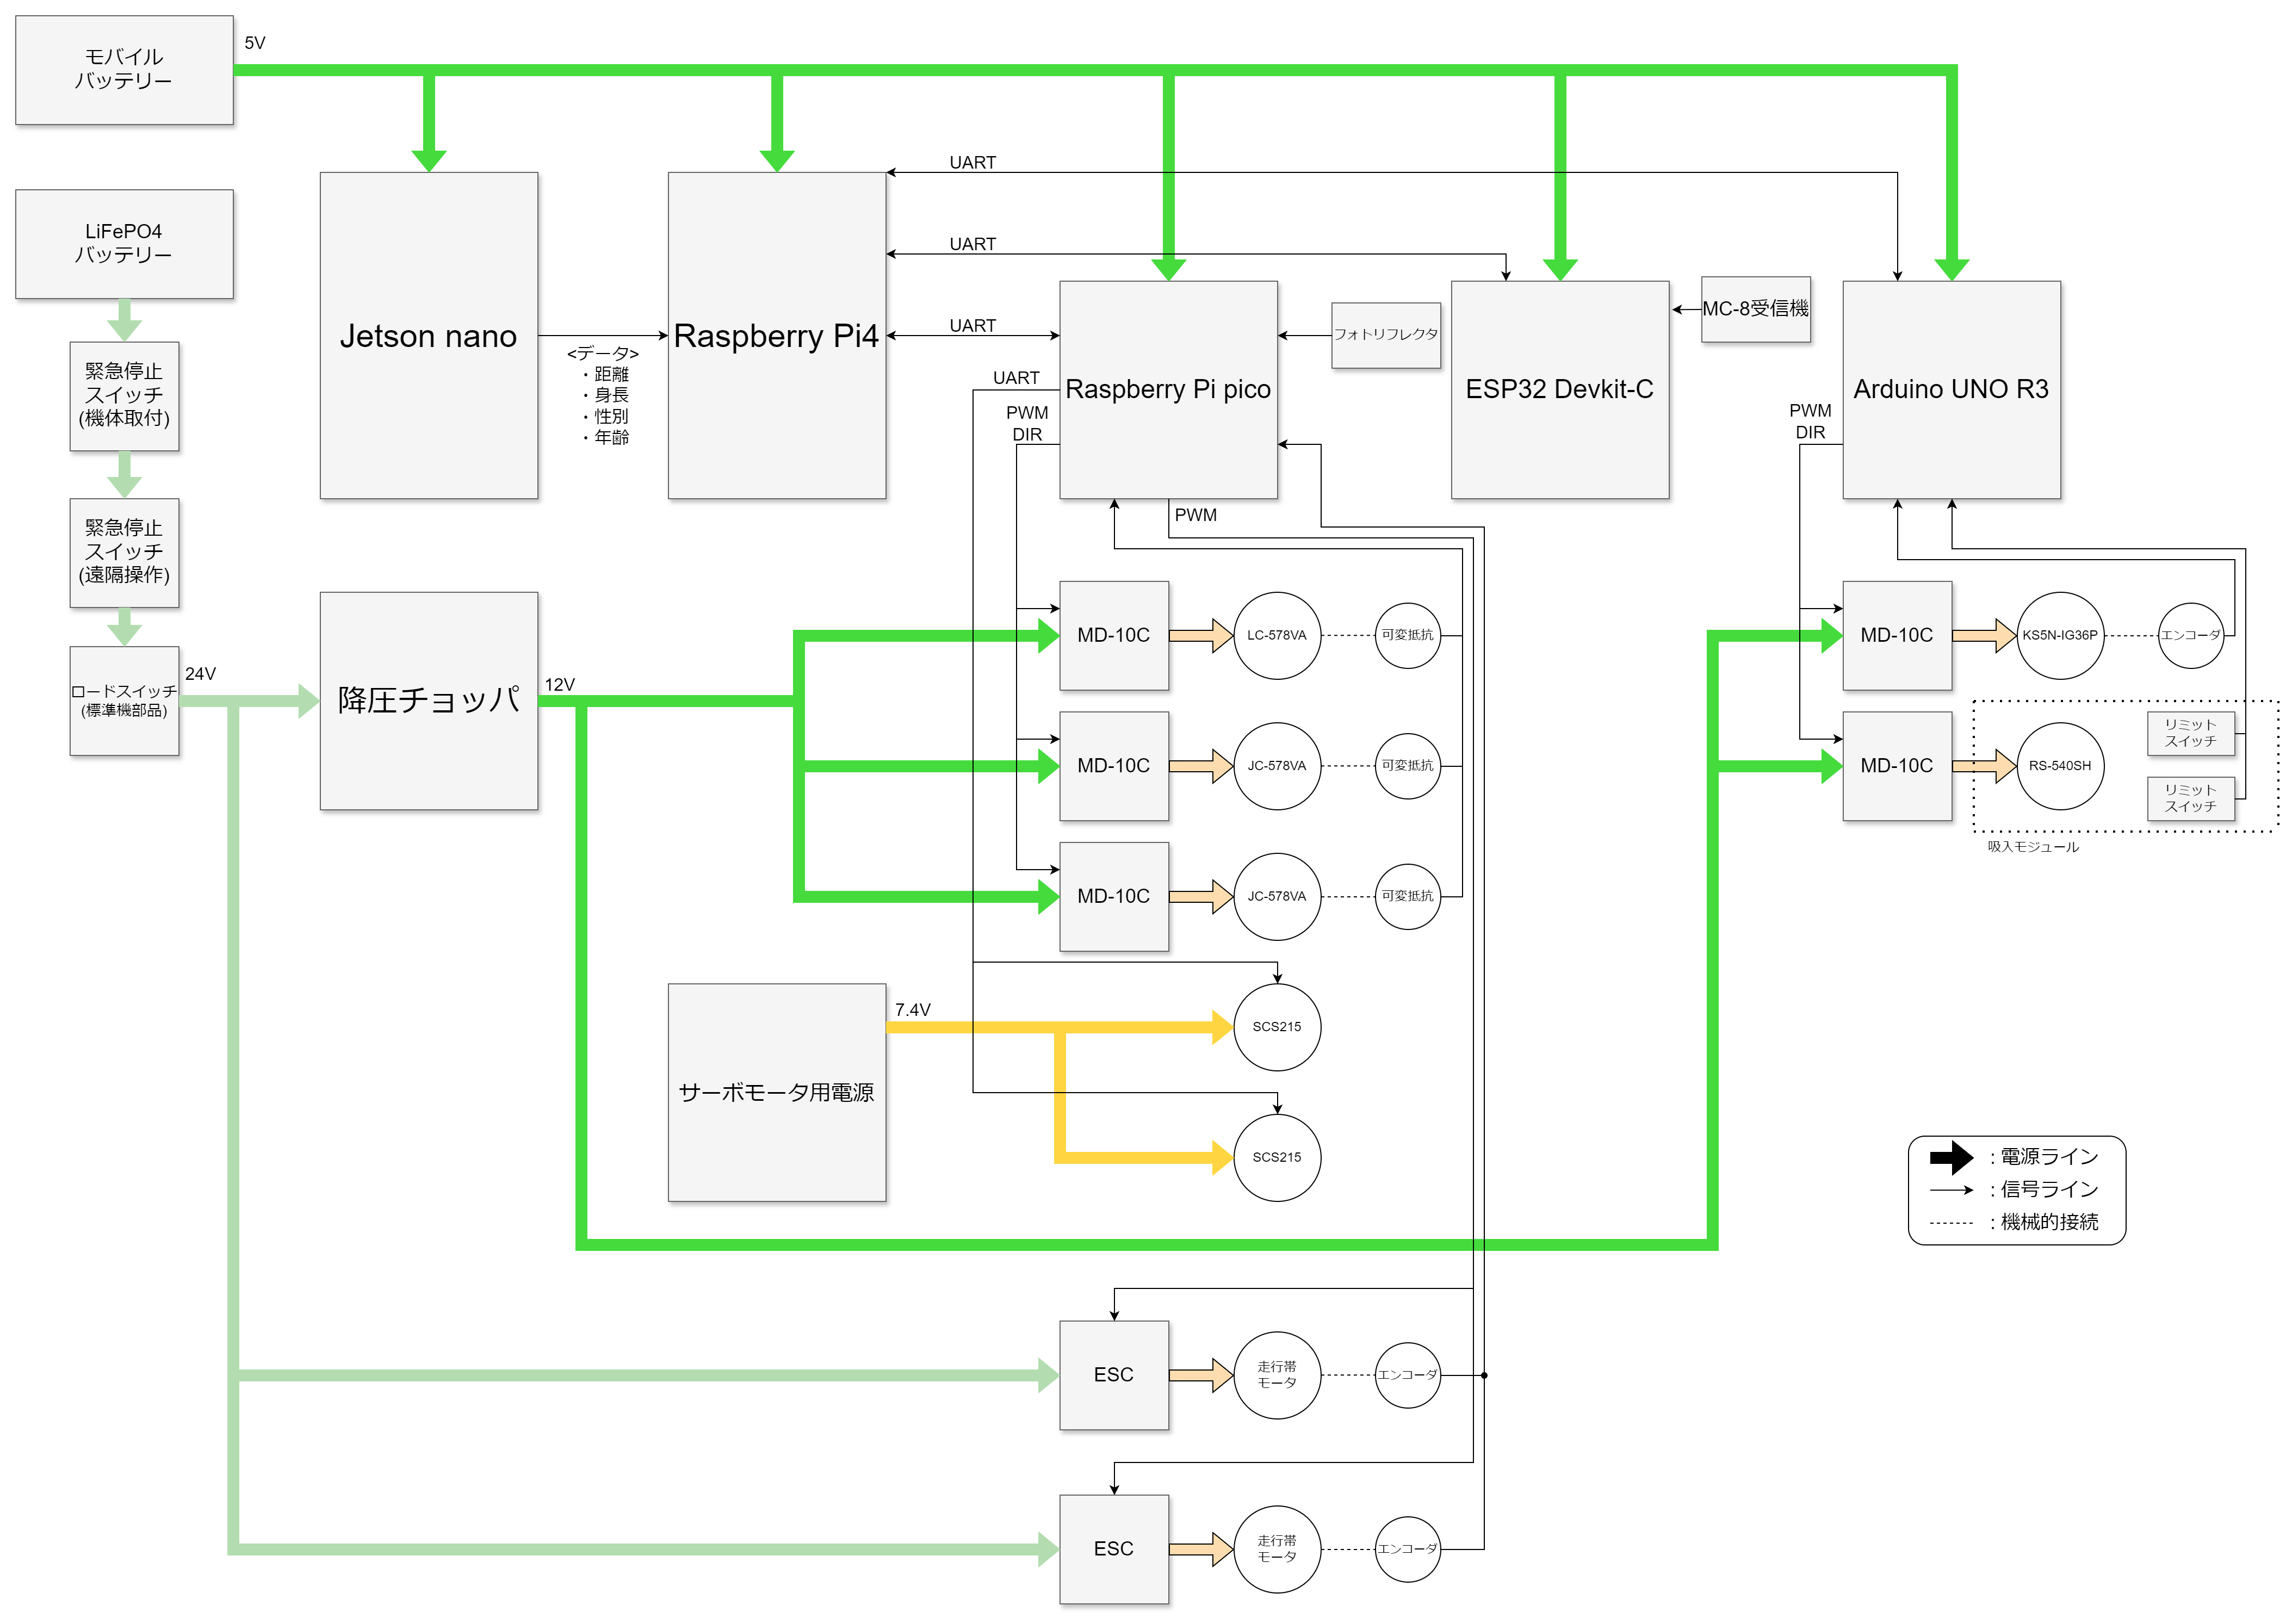 モバイル
バッテリー
5V
LiFePO4
バッテリー
緊急停止
スイッチ
(機体取付)
緊急停止
スイッチ
(遠隔操作)
ロードスイッチ
(標準機部品)
24V
Jetson nano
<データ>
・距離
・身長
・性別
・年齢
Raspberry Pi4
UART
UART
UART
UART
PWM
DIR
Raspberry Pi pico
PWM
フォトリフレクタ
ESP32 Devkit-C
MC-8受信機
Arduino UNO R3
PWM
DIR
降圧チョッパ
12V
MD-10C
LC-578VA
可変抵抗
MD-10C
JC-578VA
可変抵抗
MD-10C
JC-578VA
可変抵抗
MD-10C
KS5N-IG36P
エンコーダ
MD-10C
RS-540SH
リミット
スイッチ
リミット
スイッチ
吸入モジュール
サーボモータ用電源
7.4V
SCS215
SCS215
: 電源ライン
: 信号ライン
: 機械的接続
ESC
走行帯
モータ
エンコーダ
ESC
走行帯
モータ
エンコーダ